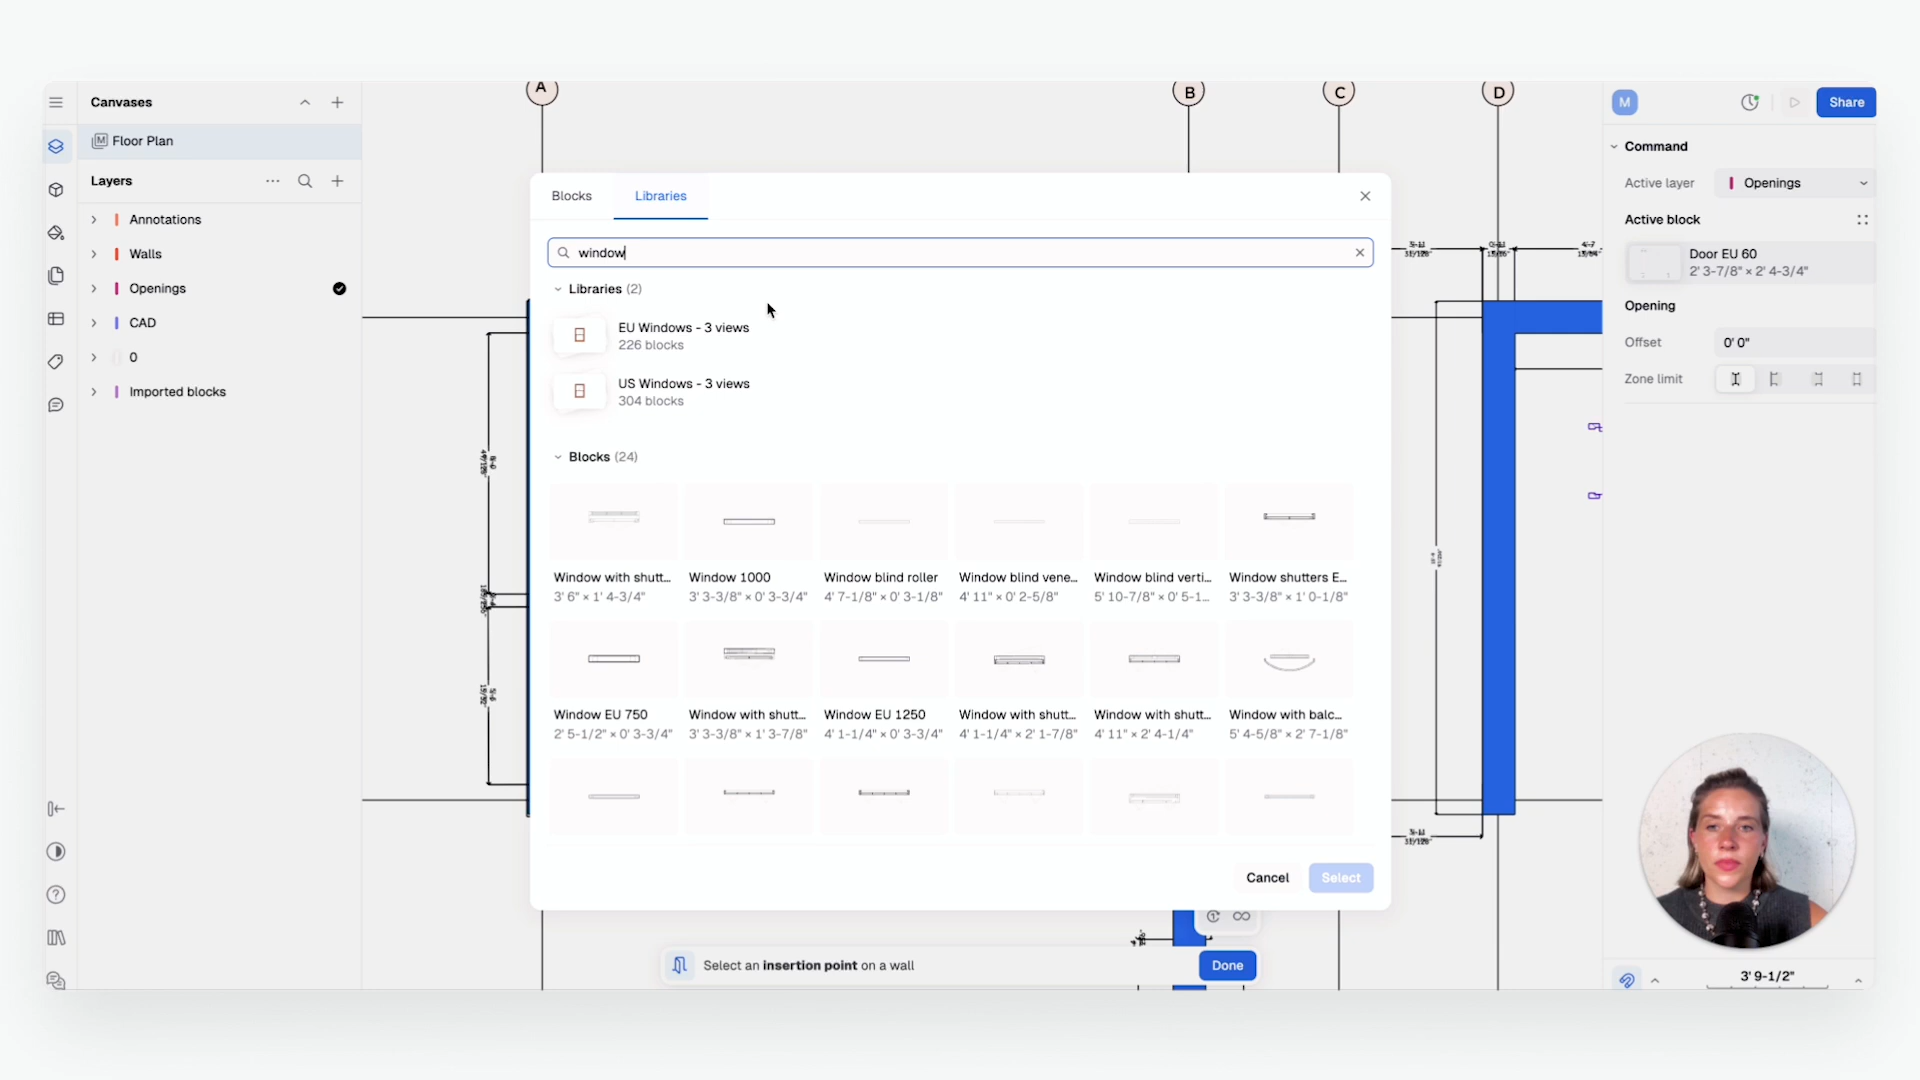 Canvases
Floor Plan
Layers
Annotations
Walls
Openings
CAD
0
Imported blocks
A
B
C
D
Blocks
Libraries
window
Libraries (2)
EU Windows - 3 views
226 blocks
US Windows - 3 views
304 blocks
Blocks (24)
Window with shutt...
3' 6" × 1' 4-3/4"
Window 1000
3' 3-3/8" × 0' 3-3/4"
Window blind roller
4' 7-1/8" × 0' 3-1/8"
Window blind vene...
4' 11" × 0' 2-5/8"
Window blind verti...
5' 10-7/8" × 0' 5-1...
Window shutters E...
3' 3-3/8" × 1' 0-1/8"
Window EU 750
2' 5-1/2" × 0' 3-3/4"
Window with shutt...
3' 3-3/8" × 1' 3-7/8"
Window EU 1250
4' 1-1/4" × 0' 3-3/4"
Window with shutt...
4' 1-1/4" × 2' 1-7/8"
Window with shutt...
4' 11" × 2' 4-1/4"
Window with balc...
5' 4-5/8" × 2' 7-1/8"
Cancel
Select
Select an insertion point on a wall
Done
M
Share
Command
Active layer
Openings
Active block
Door EU 60
2' 3-7/8" × 2' 4-3/4"
Opening
Offset
0' 0"
Zone limit
3' 9-1/2"